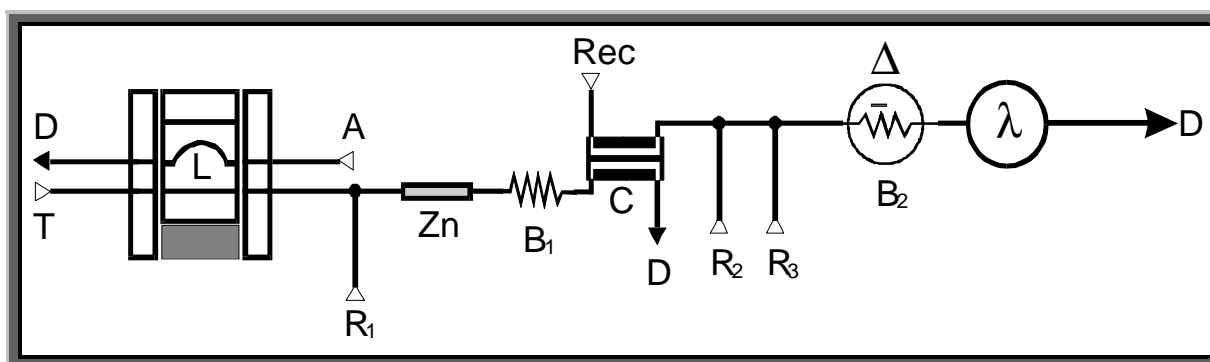 Rec
Δ
D
A
λ
D
L
T
Zn
B₁
C
B₂
D
R₂
R₃
R₁